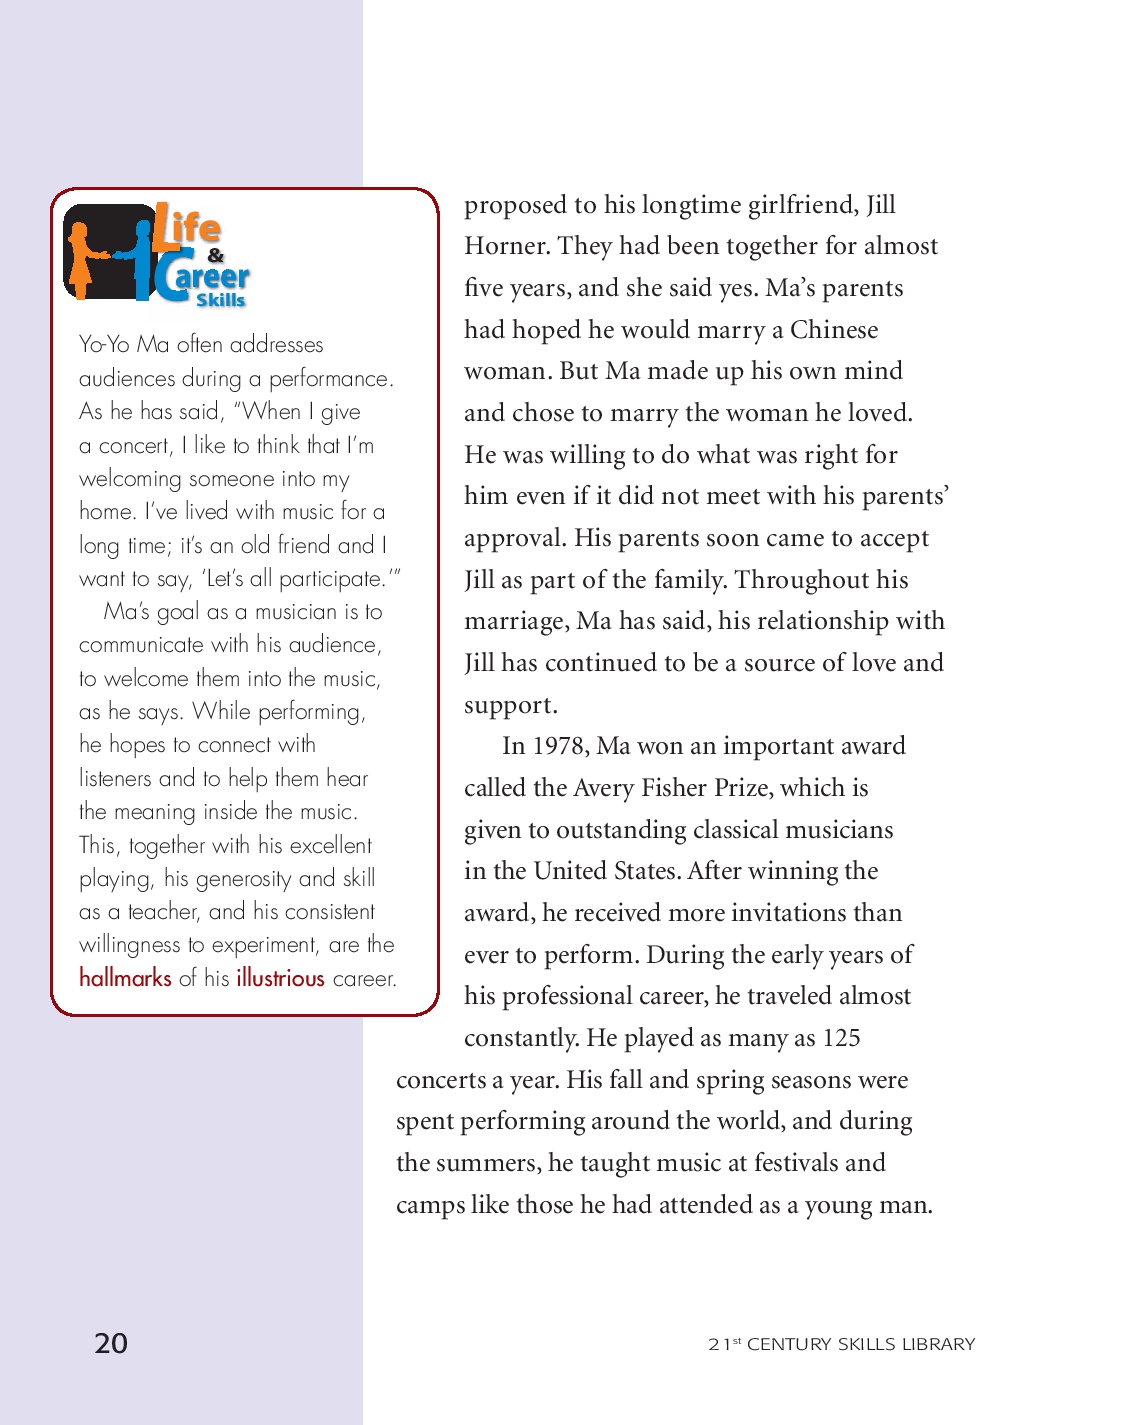 Life
&
Career
Skills
Yo-Yo Ma often addresses
audiences during a performance.
As he has said, “When I give
a concert, I like to think that I’m
welcoming someone into my
home. I’ve lived with music for a
long time; it’s an old friend and I
want to say, ‘Let’s all participate.’”
Ma’s goal as a musician is to
communicate with his audience,
to welcome them into the music,
as he says. While performing,
he hopes to connect with
listeners and to help them hear
the meaning inside the music.
This, together with his excellent
playing, his generosity and skill
as a teacher, and his consistent
willingness to experiment, are the
hallmarks of his illustrious career.
proposed to his longtime girlfriend, Jill
Horner. They had been together for almost
five years, and she said yes. Ma’s parents
had hoped he would marry a Chinese
woman. But Ma made up his own mind
and chose to marry the woman he loved.
He was willing to do what was right for
him even if it did not meet with his parents’
approval. His parents soon came to accept
Jill as part of the family. Throughout his
marriage, Ma has said, his relationship with
Jill has continued to be a source of love and
support.
In 1978, Ma won an important award
called the Avery Fisher Prize, which is
given to outstanding classical musicians
in the United States. After winning the
award, he received more invitations than
ever to perform. During the early years of
his professional career, he traveled almost
constantly. He played as many as 125
concerts a year. His fall and spring seasons were
spent performing around the world, and during
the summers, he taught music at festivals and
camps like those he had attended as a young man.
20
21st CENTURY SKILLS LIBRARY